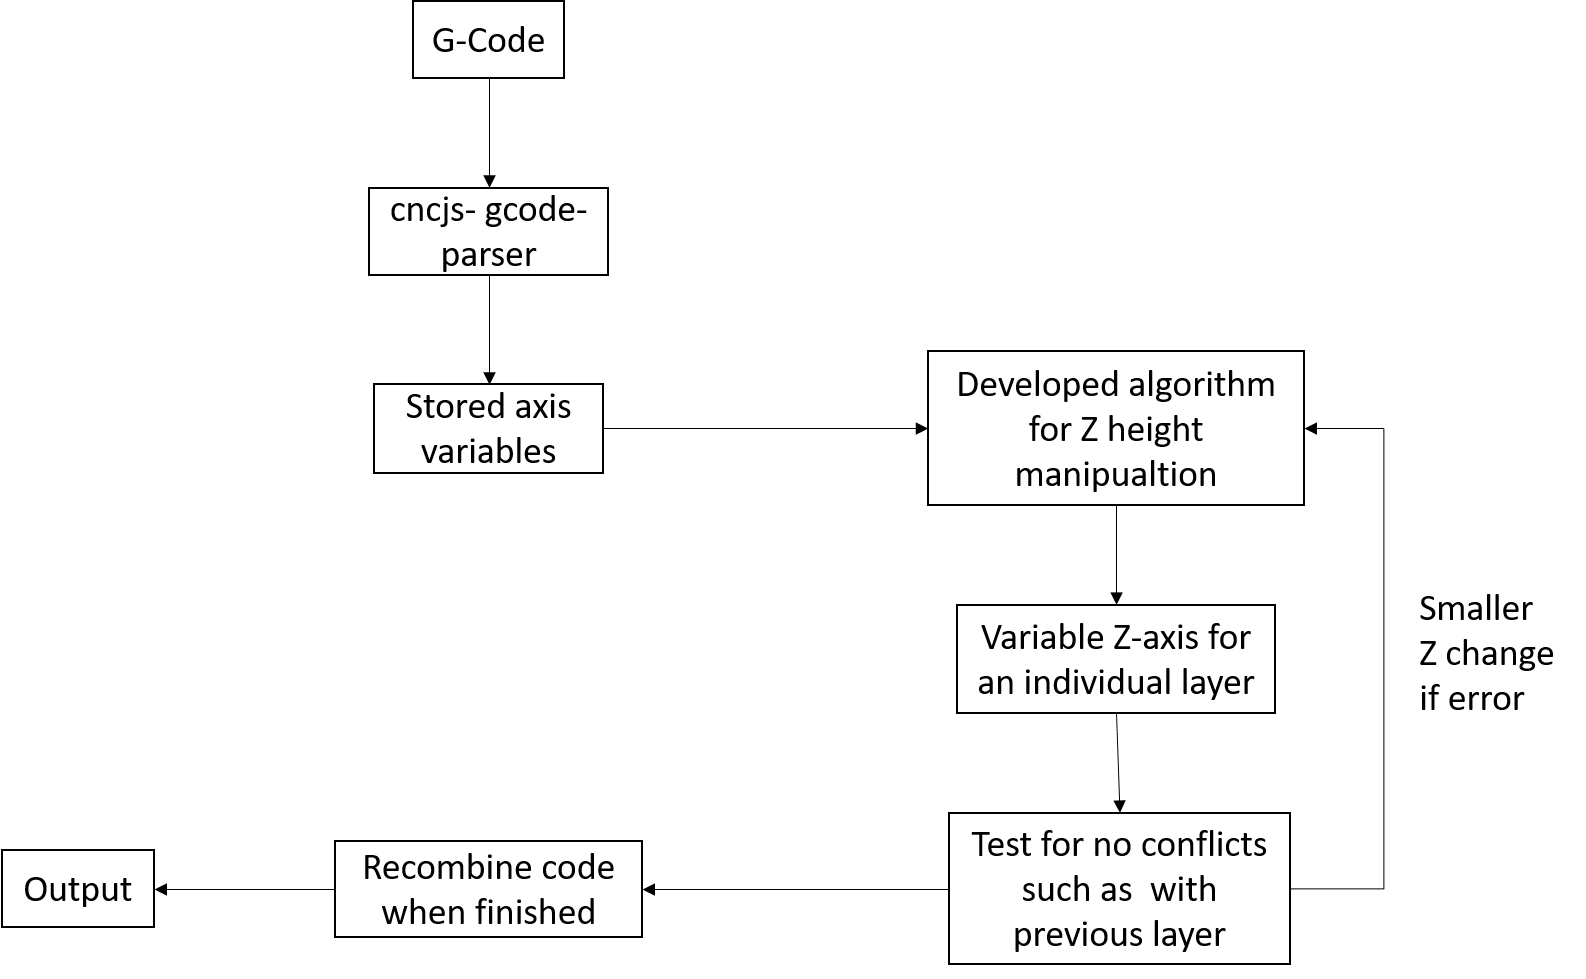 G-Code
cncjs- gcode-
parser
Stored axis
variables
Developed algorithm
for Z height
manipualtion
Variable Z-axis for
an individual layer
Smaller
Z change
if error
Test for no conflicts
such as  with
previous layer
Recombine code
when finished
Output